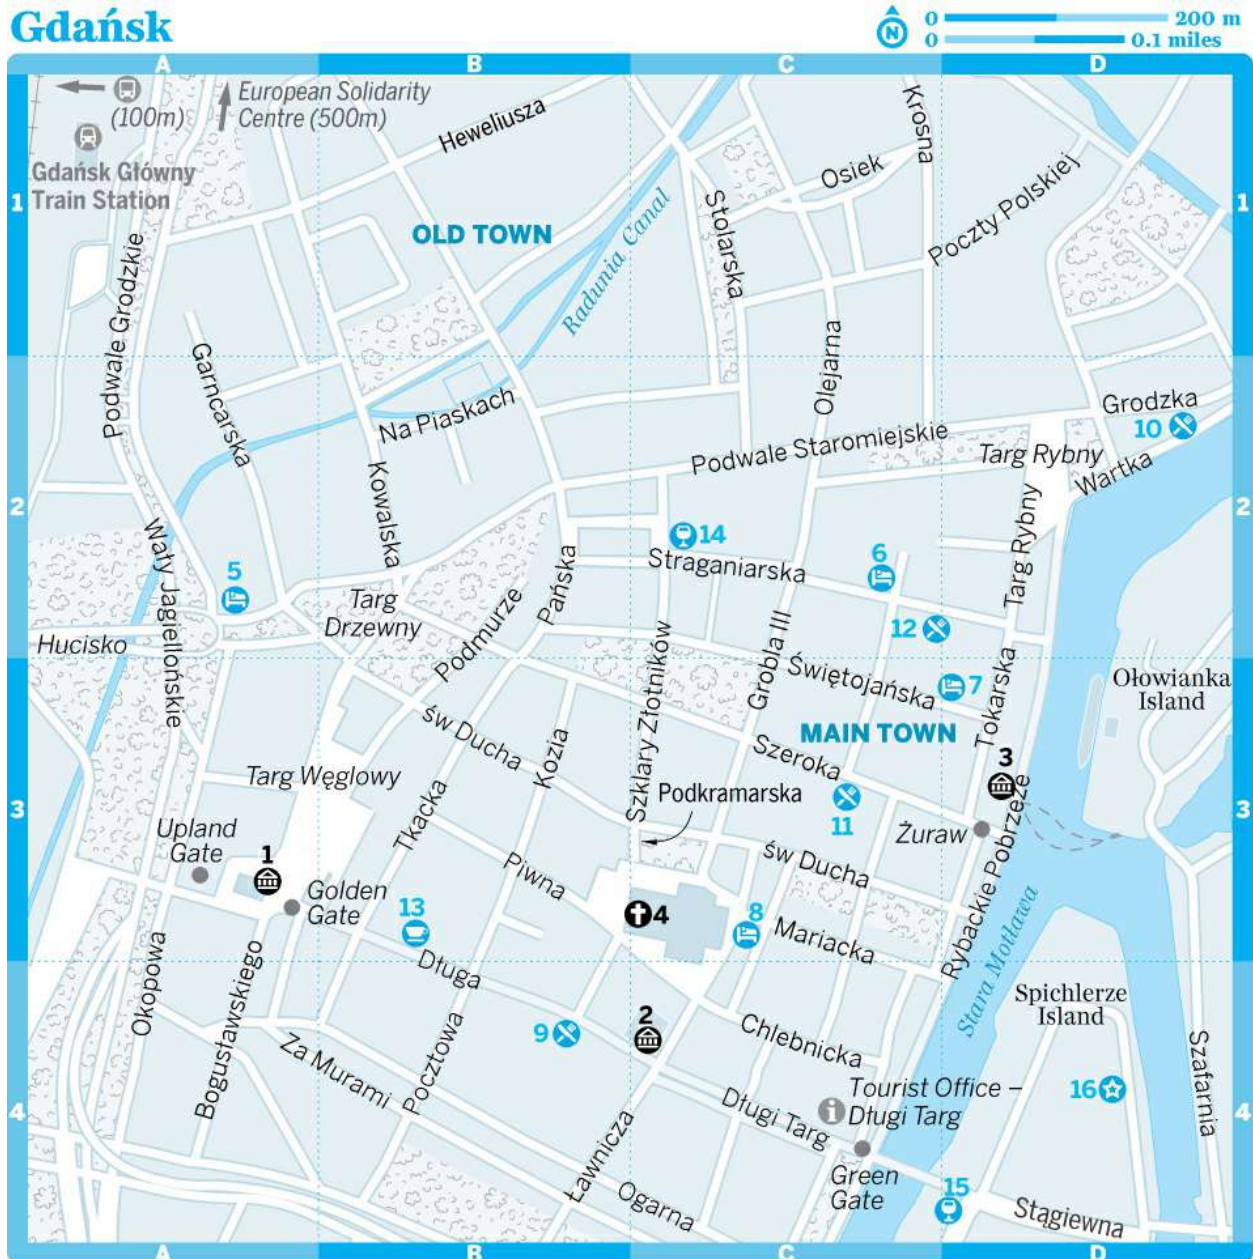 Gdańsk
N
0
200 m
0
0.1 miles
A
B
C
D
1
1
2
2
3
3
4
4
A
B
C
D
(100m)
European Solidarity
Centre (500m)
Gdańsk Główny
Train Station
Heweliusza
Krosna
Osiek
Poczty Polskiej
Stolarska
OLD TOWN
Radunia Canal
Podwale Grodzkie
Garncarska
Na Piaskach
Olejarna
Grodzka
10
Podwale Staromiejskie
Targ Rybny
Wartka
Kowalska
Targ Rybny
14
Straganiarska
6
5
Wały Jagiellońskie
Targ
Drzewny
Pańska
Podmurze
12
Hucisko
Świętojańska
7
Grobla III
Szklary Złotników
Tokarska
Ołowianka
Island
MAIN TOWN
św Ducha
Kozia
Szeroka
3
Targ Węglowy
Podkramarska
11
Żuraw
Tkacka
Upland
Gate
1
Piwna
św Ducha
Rybackie Pobrzeże
Golden
Gate
13
4
8
Mariacka
Stara Motława
Okopowa
Bogusławskiego
Długa
Spichlerze
Island
2
9
Chlebnicka
Za Murami
Pocztowa
Szafarnia
16
Tourist Office –
Długi Targ
i
Długi Targ
Ławnicza
Ogarna
Green
Gate
15
Stągiewna